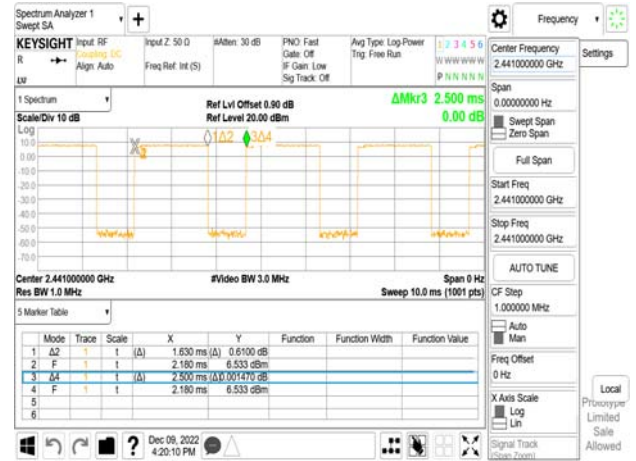 Spectrum Analyzer 1
Swept SA
Frequency
KEYSIGHT
Input: RF
Coupling: DC
Align: Auto
Input Z: 50 Ω
Freq Ref: Int (S)
#Atten: 30 dB
PNO: Fast
Gate: Off
IF Gain: Low
Sig Track: Off
Avg Type: Log-Power
Trig: Free Run
1 2 3 4 5 6
W W W W W W
P N N N N N
R
LW
Center Frequency
2.441000000 GHz
Settings
Span
0.00000000 Hz
Swept Span
Zero Span
Full Span
Start Freq
2.441000000 GHz
Stop Freq
2.441000000 GHz
AUTO TUNE
CF Step
1.000000 MHz
Auto
Man
Freq Offset
0 Hz
X Axis Scale
Log
Lin
Signal Track
(Span Zoom)
Local
Prototype
Limited
Sale
Allowed
1 Spectrum
Scale/Div 10 dB
Ref Lvl Offset 0.90 dB
Ref Level 20.00 dBm
ΔMkr3 2.500 ms
0.00 dB
Log
10.0
0.00
-10.0
-20.0
-30.0
-40.0
-50.0
-60.0
-70.0
1Δ2
3Δ4
Center 2.441000000 GHz
Res BW 1.0 MHz
#Video BW 3.0 MHz
Span 0 Hz
Sweep 10.0 ms (1001 pts)
5 Marker Table
Mode Trace Scale X Y Function Function Width Function Value
1 Δ2 1 t (Δ) 1.630 ms (Δ) 0.6100 dB
2 F 1 t 2.180 ms 6.533 dBm
3 Δ4 1 t (Δ) 2.500 ms (Δ) 0.001470 dB
4 F 1 t 2.180 ms 6.533 dBm
5
6
Dec 09, 2022
4:20:10 PM